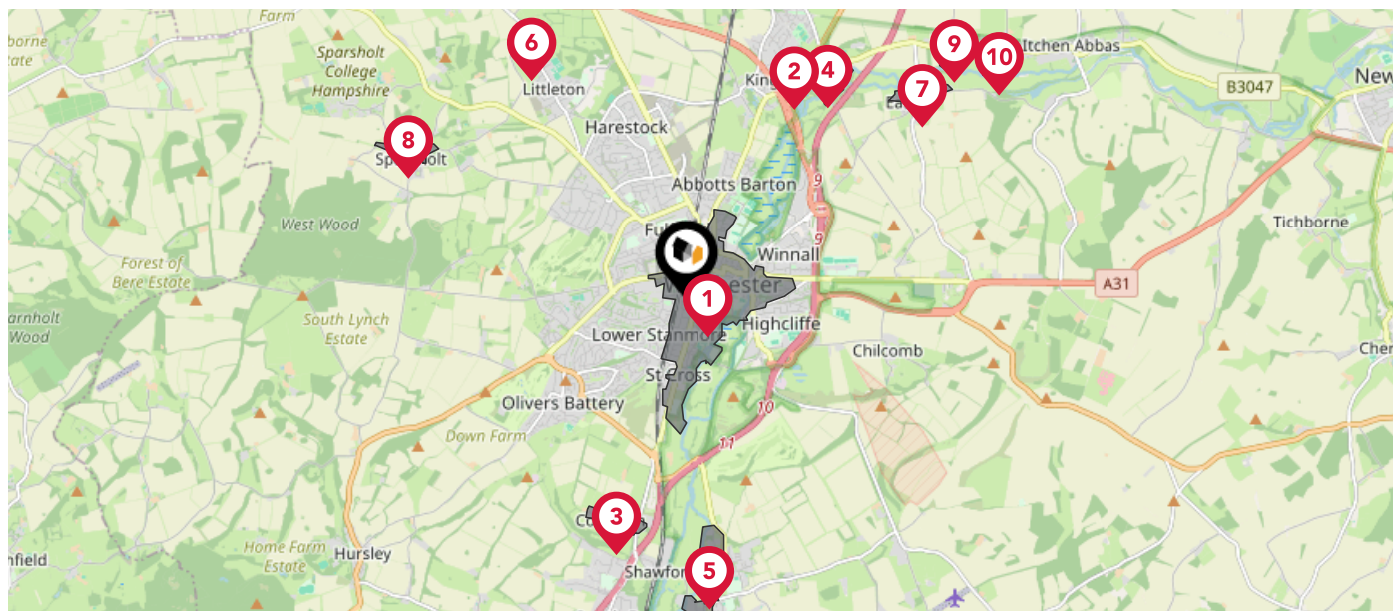 Farm
Sparsholt
College
Hampshire
6
Littleton
2
4
9
10
Itchen Abbas
7
B3047
Harestock
8
Abbotts Barton
9
West Wood
Tichborne
9
Winnall
Forest of
Bere Estate
A31
1
South Lynch
Estate
Wood
Lower Stanmore
Highcliffe
Chilcomb
St Cross
Olivers Battery
10
Down Farm
11
3
Home Farm
Estate
Hursley
5